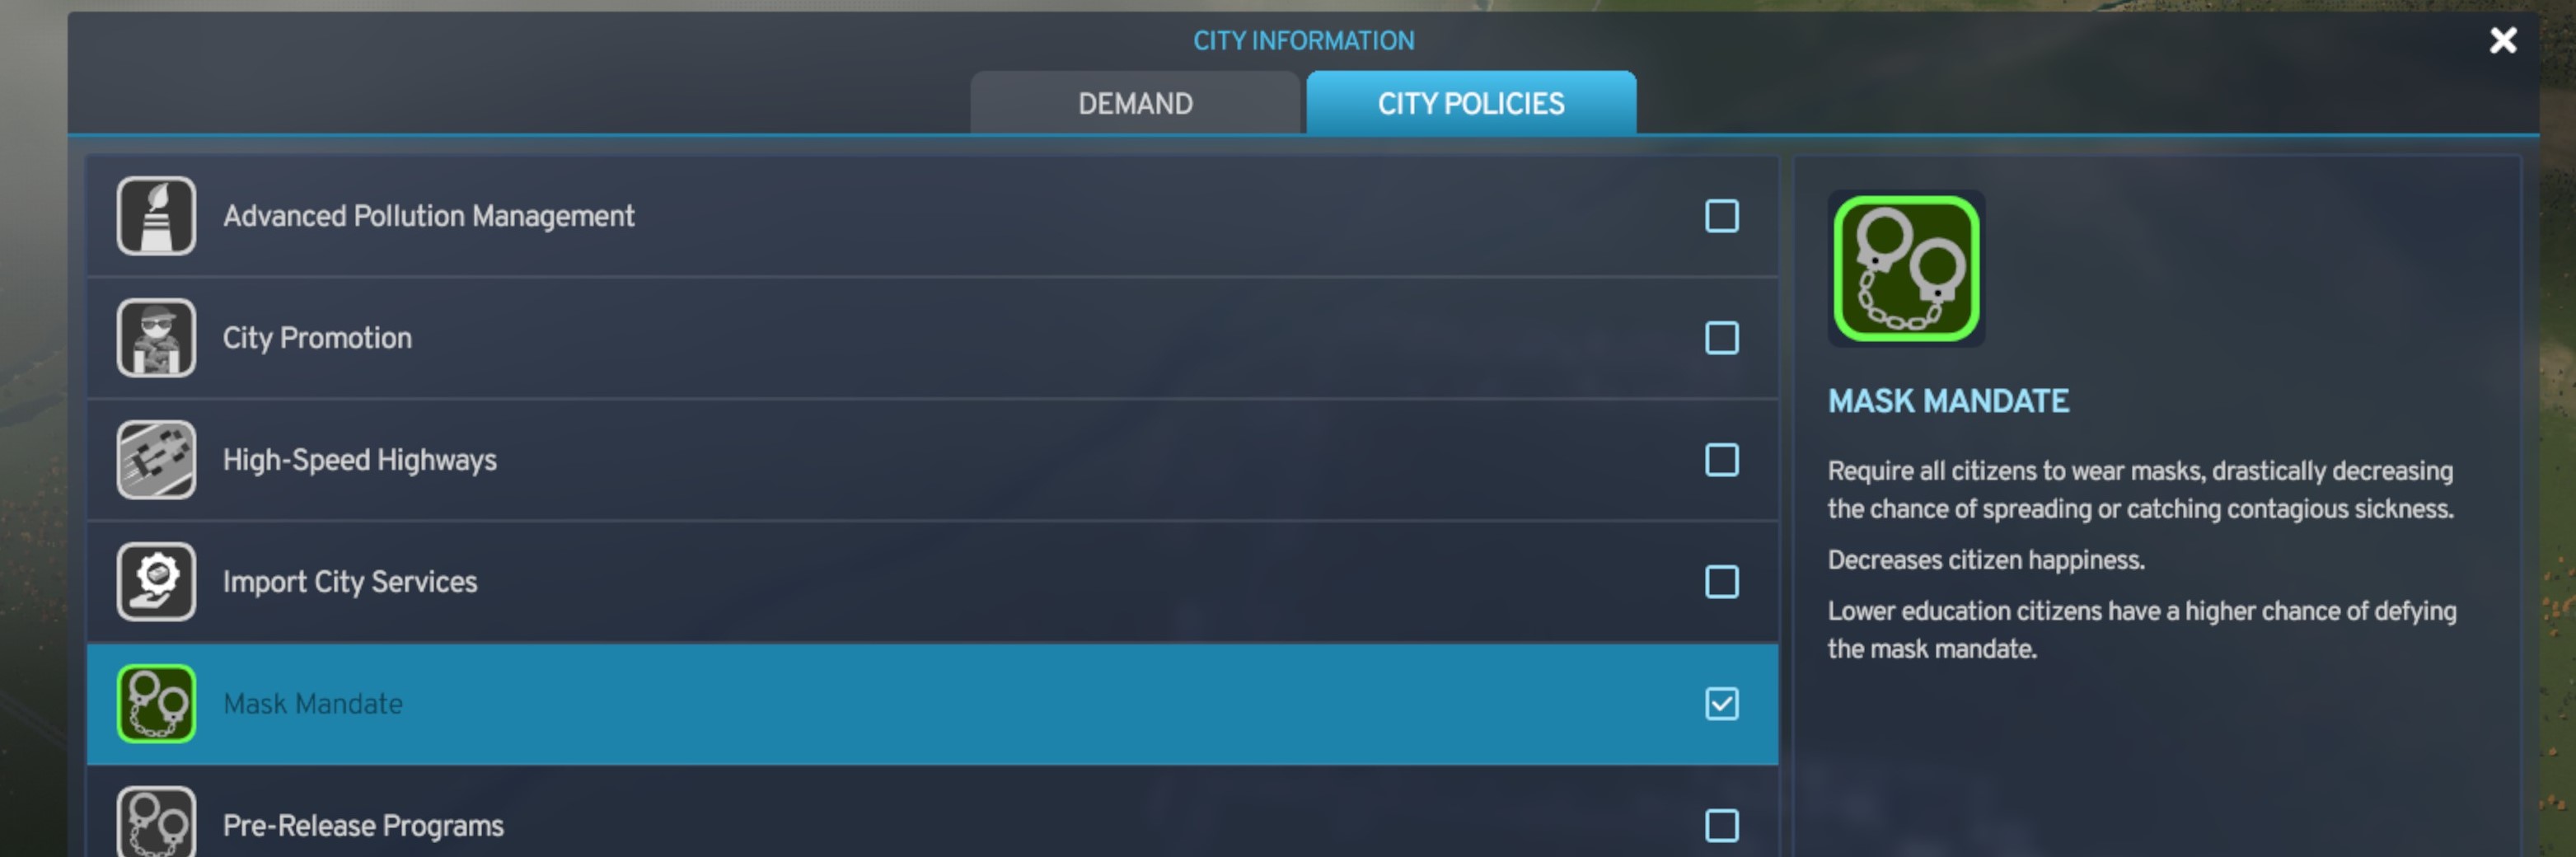 CITY INFORMATION
DEMAND
CITY POLICIES
Advanced Pollution Management
City Promotion
High-Speed Highways
Import City Services
Mask Mandate
Pre-Release Programs
MASK MANDATE
Require all citizens to wear masks, drastically decreasing
the chance of spreading or catching contagious sickness.
Decreases citizen happiness.
Lower education citizens have a higher chance of defying
the mask mandate.